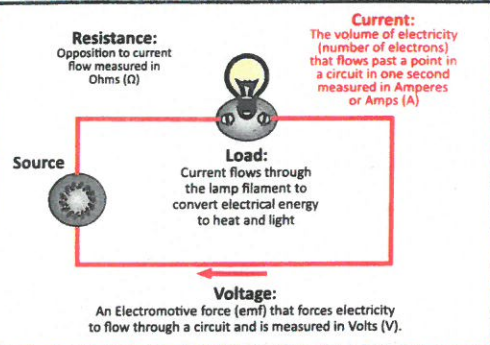 Resistance:
Opposition to current
flow measured in
Ohms (Ω)
Current:
The volume of electricity
(number of electrons)
that flows past a point in
a circuit in one second
measured in Amperes
or Amps (A)
Source
Load:
Current flows through
the lamp filament to
convert electrical energy
to heat and light
Voltage:
An Electromotive force (emf) that forces electricity
to flow through a circuit and is measured in Volts (V).